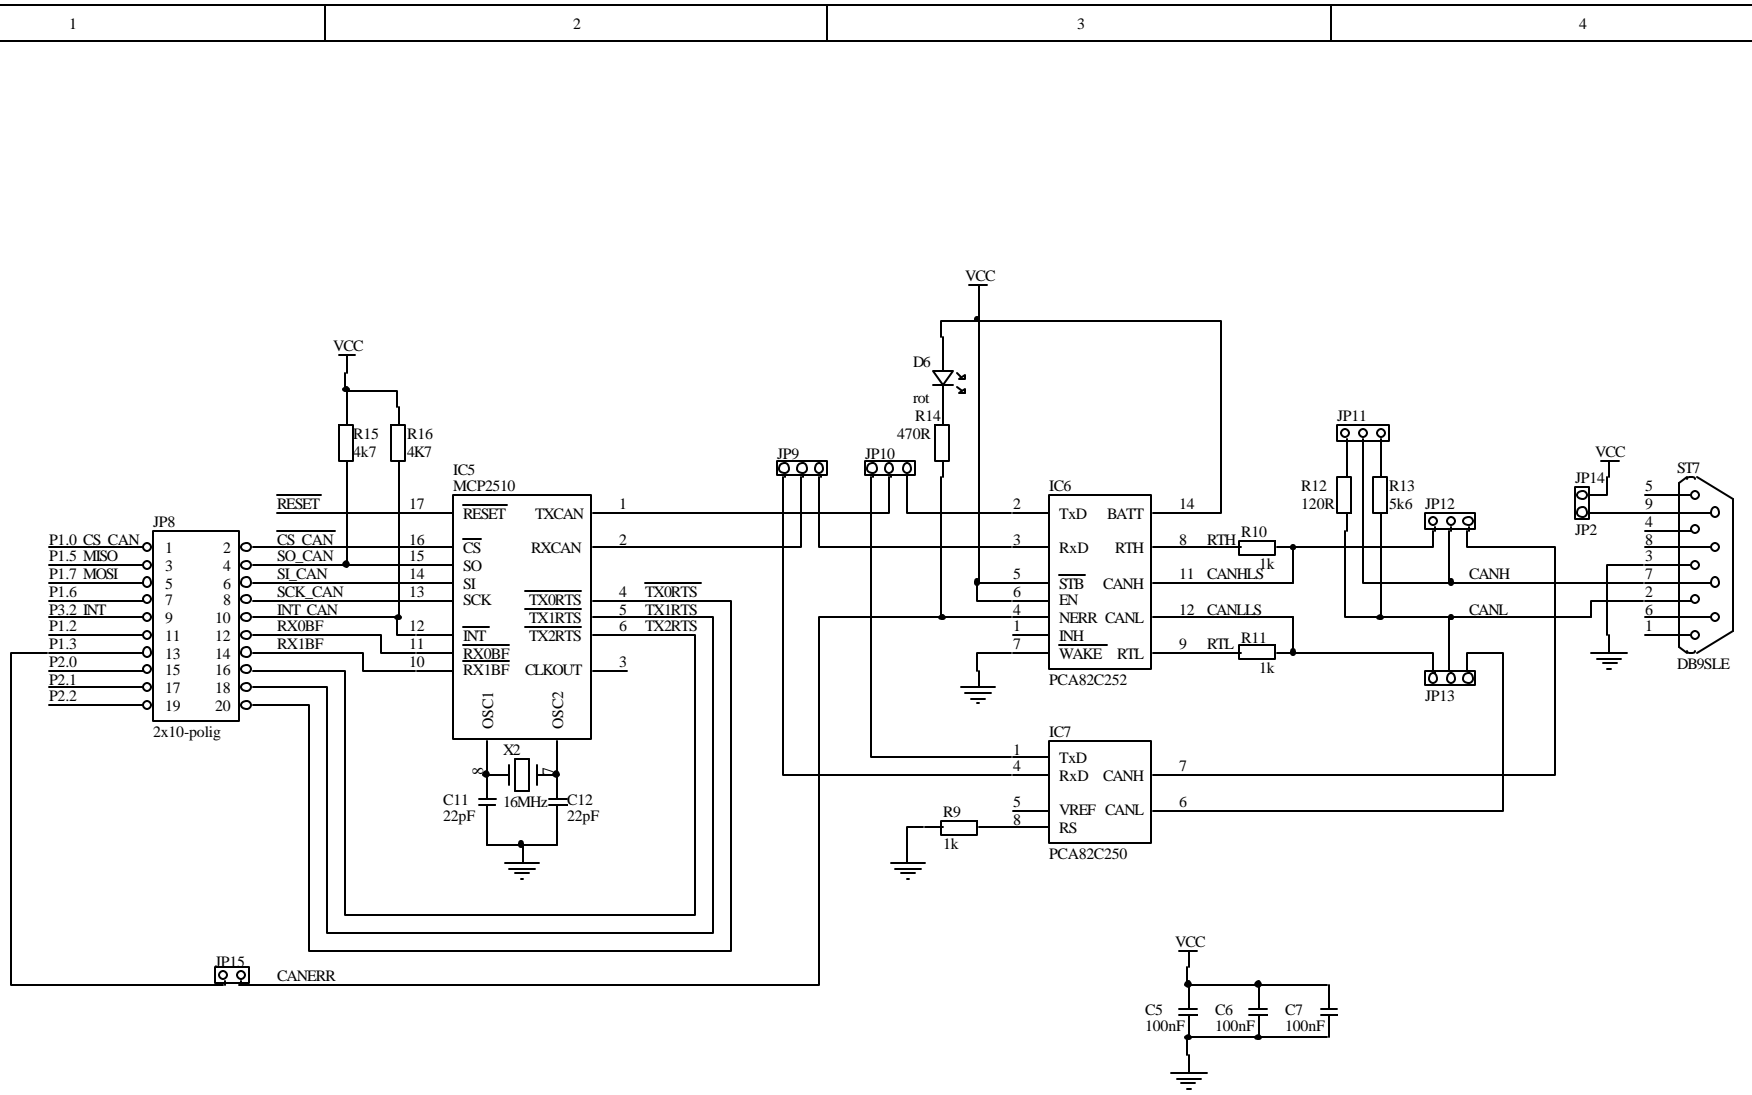 1 2 3 4
VCC
VCC
D6
rot
R14
470R
R15
4k7
R16
4K7
JP9
JP10
JP11
R12
120R
R13
5k6
JP12
VCC
JP14
JP2
ST7
5
9
4
8
3
7
2
6
1
DB9SLE
IC5
MCP2510
RESET 17 RESET TXCAN 1
CS_CAN 16 CS RXCAN 2
SO_CAN 15 SO
SI_CAN 14 SI
SCK_CAN 13 SCK TX0RTS 4 TX0RTS
INT_CAN TX1RTS 5 TX1RTS
RX0BF 12 INT TX2RTS 6 TX2RTS
RX1BF 11 RX0BF
10 RX1BF CLKOUT 3
OSC1 OSC2
JP8
P1.0 CS_CAN 1 2
P1.5 MISO 3 4
P1.7 MOSI 5 6
P1.6 7 8
P3.2 INT 9 10
P1.2 11 12
P1.3 13 14
P2.0 15 16
P2.1 17 18
P2.2 19 20
2x10-polig
X2
8 7
16MHz
C11
22pF
C12
22pF
IC6
2 TxD BATT 14
3 RxD RTH 8 RTH R10
1k
5 STB CANH 11 CANHLS
6 EN
4 NERR CANL 12 CANLLS
1 INH
7 WAKE RTL 9 RTL R11
1k
PCA82C252
CANH
CANL
JP13
IC7
1 TxD
4 RxD CANH 7
5 VREF CANL 6
8 RS
PCA82C250
R9
1k
JP15
CANERR
VCC
C5
100nF
C6
100nF
C7
100nF